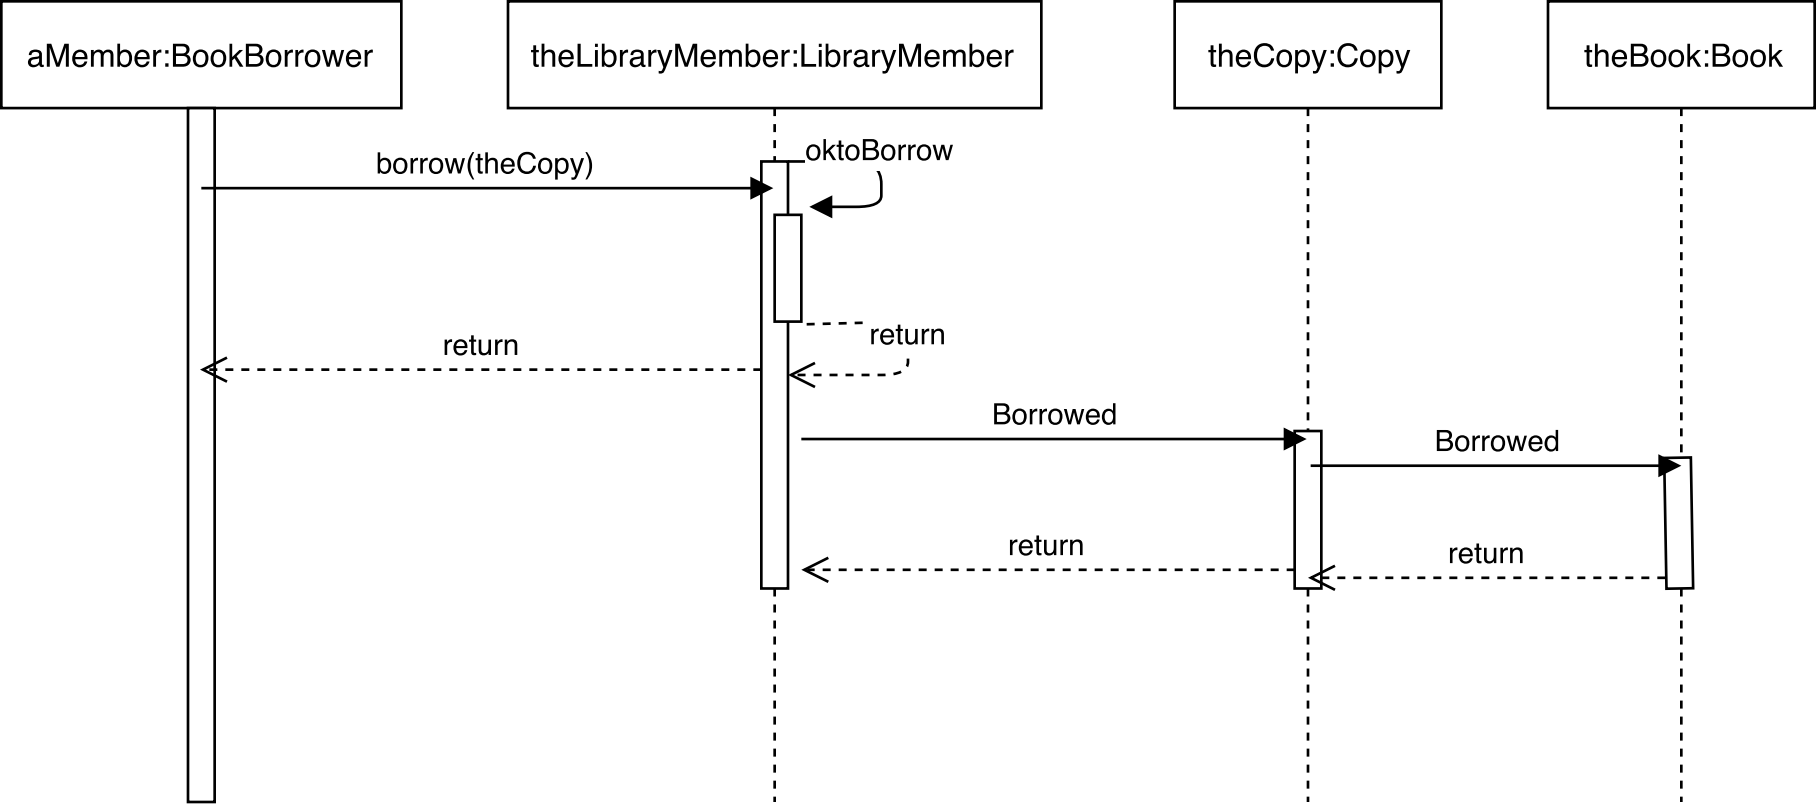 aMember:BookBorrower
theLibraryMember:LibraryMember
theCopy:Copy
theBook:Book
oktoBorrow
borrow(theCopy)
return
return
Borrowed
Borrowed
return
return